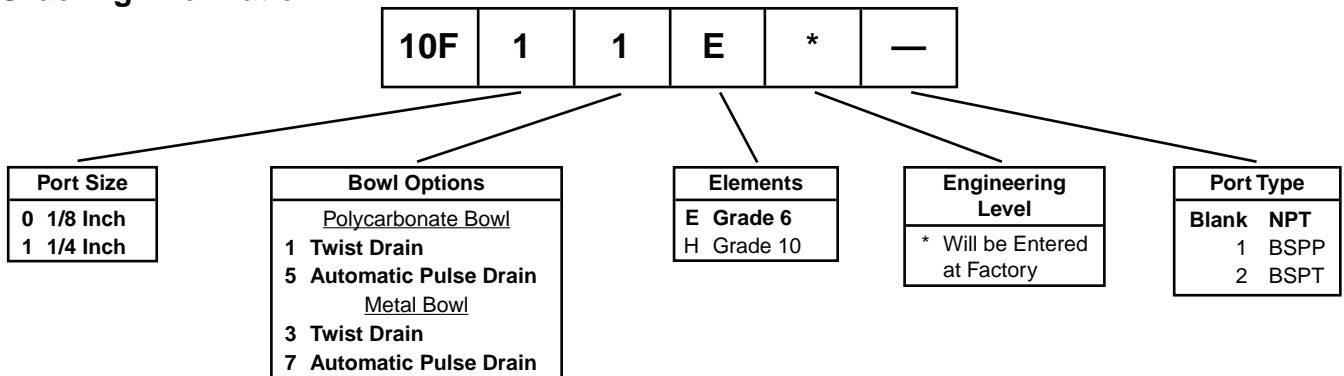 10F 1 1 E * —
Port Size
0 1/8 Inch
1 1/4 Inch
Bowl Options
Polycarbonate Bowl
1 Twist Drain
5 Automatic Pulse Drain
Metal Bowl
3 Twist Drain
7 Automatic Pulse Drain
Elements
E Grade 6
H Grade 10
Engineering
Level
* Will be Entered
at Factory
Port Type
Blank NPT
1 BSPP
2 BSPT